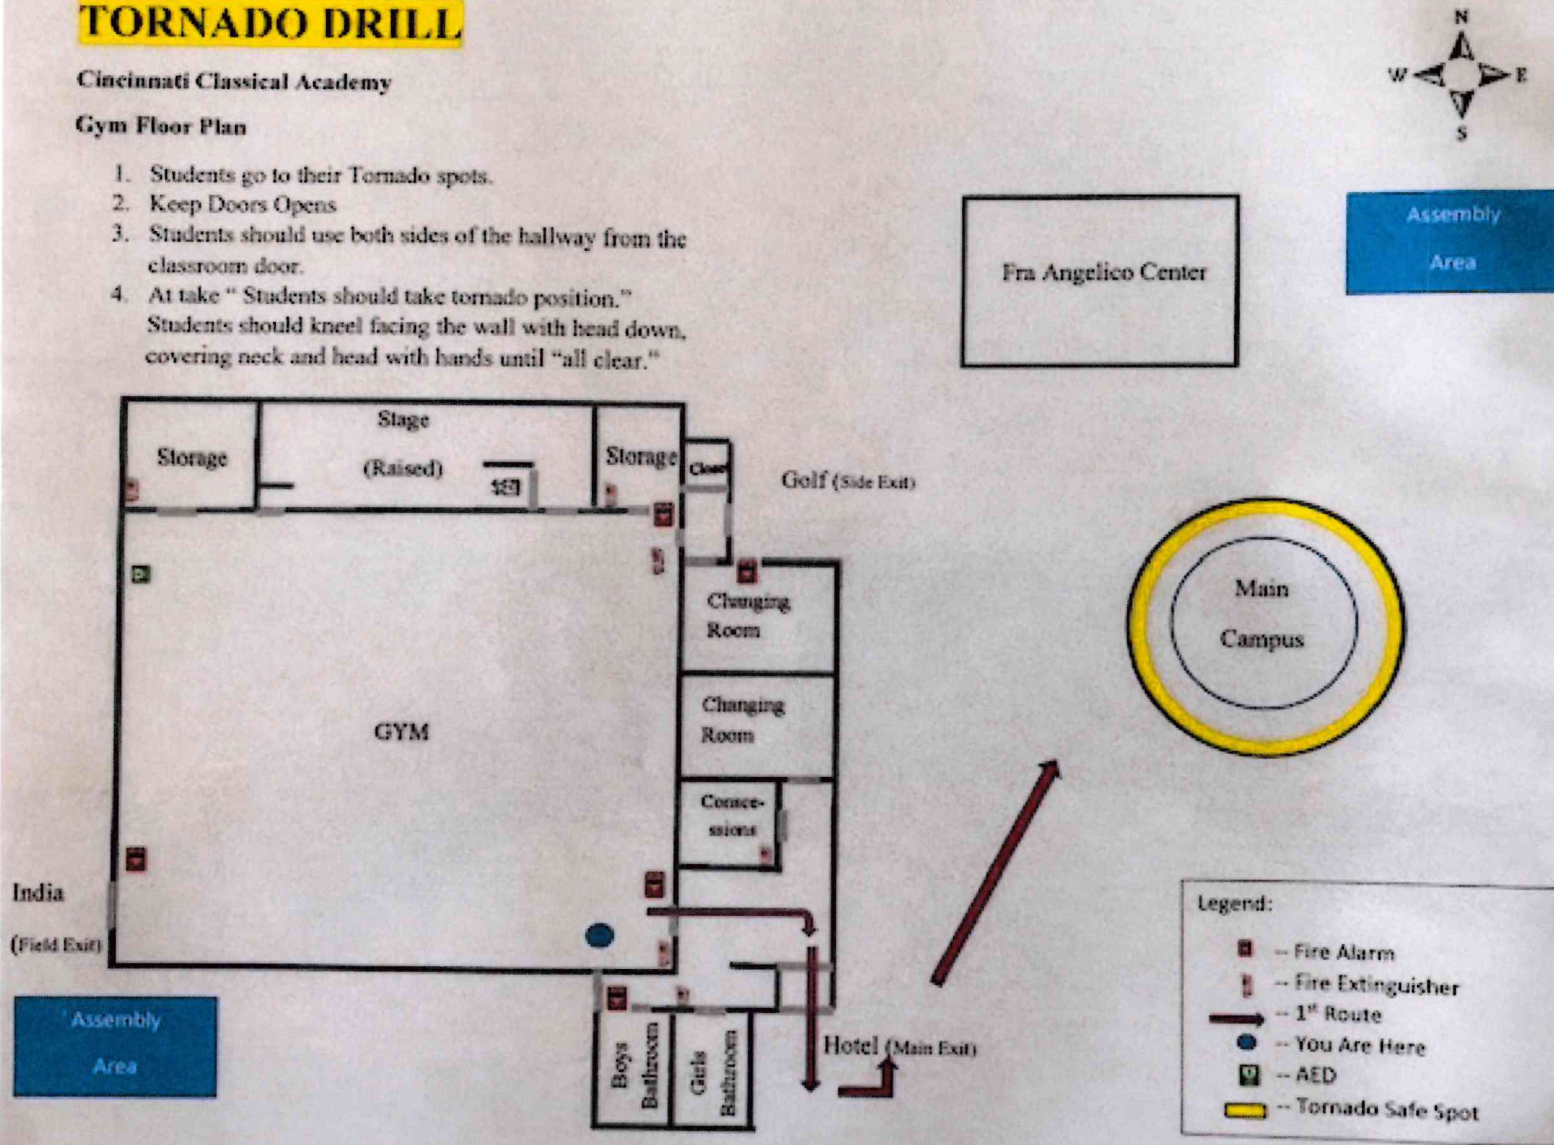 TORNADO DRILL
N
W E
S
Cincinnati Classical Academy
Gym Floor Plan
1. Students go to their Tornado spots.
2. Keep Doors Opens
3. Students should use both sides of the hallway from the
classroom door.
4. At take “ Students should take tornado position.”
Students should kneel facing the wall with head down,
covering neck and head with hands until “all clear.”
Fra Angelico Center
Assembly
Area
Storage
Stage
(Raised)
Storage
Golf (Side Exit)
Changing
Room
Main
Campus
Changing
Room
GYM
Conce-
ssions
India
(Field Exit)
Assembly
Area
Boys
Bathroom
Girls
Bathroom
Hotel (Main Exit)
Legend:
-- Fire Alarm
-- Fire Extinguisher
-- 1st Route
-- You Are Here
-- AED
-- Tornado Safe Spot